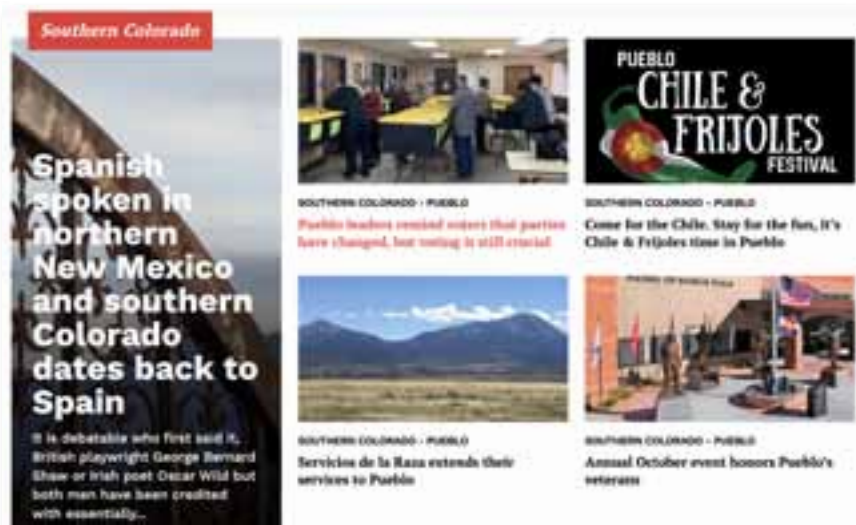 Southern Colorado
Spanish
spoken in
northern
New Mexico
and southern
Colorado
dates back to
Spain
It is debatable who first said it,
British playwright George Bernard
Shaw or Irish poet Oscar Wild but
both men have been credited
with essentially...
SOUTHERN COLORADO - PUEBLO
Pueblo leaders remind voters that parties
have changed, but voting is still crucial
PUEBLO
CHILE &
FRIJOLES
FESTIVAL
SOUTHERN COLORADO - PUEBLO
Come for the Chile. Stay for the fun, it's
Chile & Frijoles time in Pueblo
SOUTHERN COLORADO - PUEBLO
Servicios de la Raza extends their
services to Pueblo
SOUTHERN COLORADO - PUEBLO
Annual October event honors Pueblo's
veterans